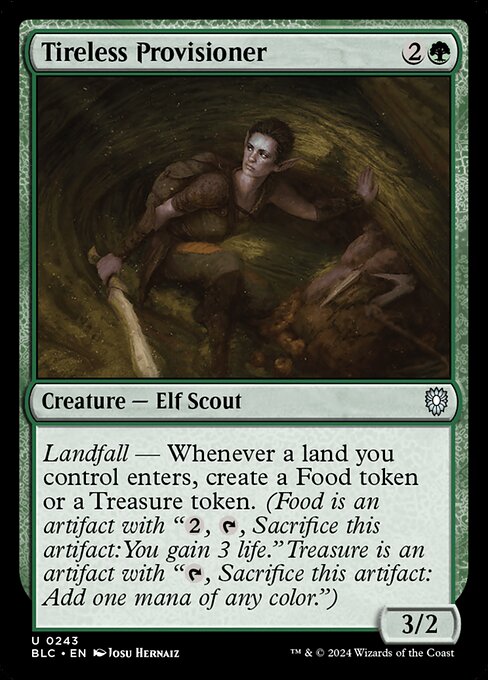 Tireless Provisioner 2
Creature — Elf Scout
Landfall — Whenever a land you
control enters, create a Food token
or a Treasure token. (Food is an
artifact with “2, , Sacrifice this
artifact:You gain 3 life.” Treasure is an
artifact with “, Sacrifice this artifact:
Add one mana of any color.”)
3/2
U 0243
BLC • EN Josu Hernaiz
™ & © 2024 Wizards of the Coast